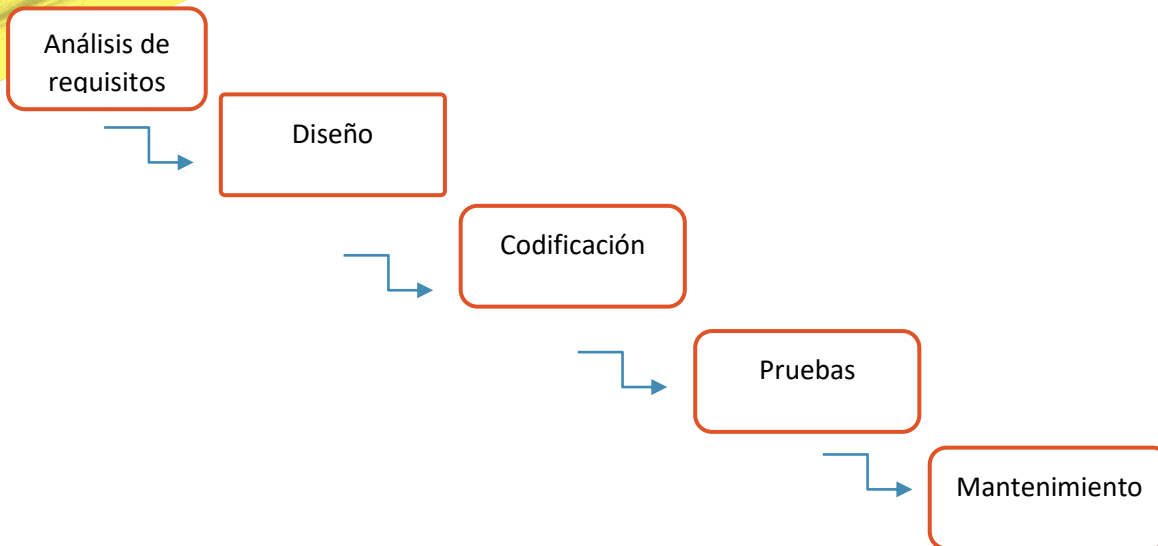 Análisis de
requisitos
Diseño
Codificación
Pruebas
Mantenimiento